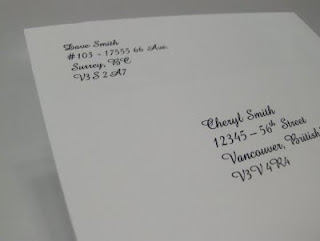 Dave Smith
#103 - 17555 66 Ave.
Surrey, BC
V3S 2A7
Cheryl Smith
12345 – 56th Street
Vancouver, British
V3V 4R4